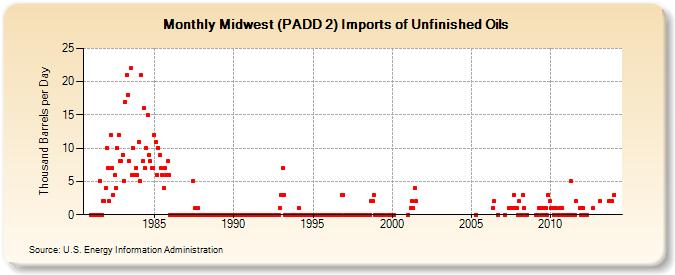 Monthly Midwest (PADD 2) Imports of Unfinished Oils
Thousand Barrels per Day
25
20
15
10
5
0
1985 1990 1995 2000 2005 2010
Source: U.S. Energy Information Administration